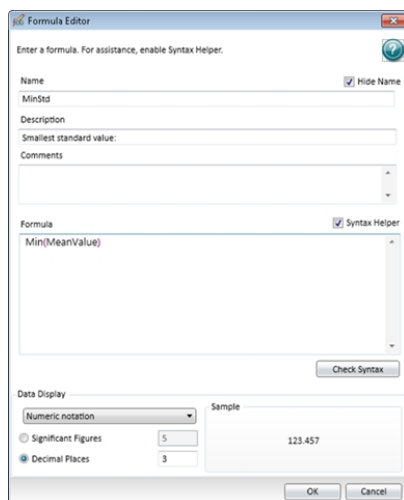 Formula Editor
Enter a formula. For assistance, enable Syntax Helper.
Name
Hide Name
MinStd
Description
Smallest standard value:
Comments
Formula
Syntax Helper
Min(MeanValue)
Check Syntax
Data Display
Numeric notation
Sample
Significant Figures
5
123.457
Decimal Places
3
OK
Cancel